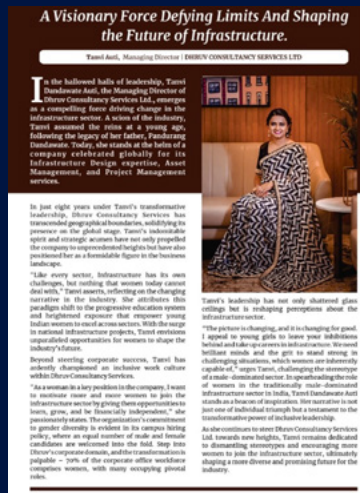 A Visionary Force Defying Limits And Shaping
the Future of Infrastructure.
Tanvi Auti, Managing Director | DHRUV CONSULTANCY SERVICES LTD
In the hallowed halls of leadership, Tanvi
Dandawate Auti, the Managing Director of
Dhruv Consultancy Services Ltd., emerges
as a compelling force driving change in the
infrastructure sector. A scion of the industry,
Tanvi assumed the reins at a young age,
following the legacy of her father, Pandurang
Dandawate. Today, she stands at the helm of a
company celebrated globally for its
Infrastructure Design expertise, Asset
Management, and Project Management
services.
In just eight years under Tanvi's transformative
leadership, Dhruv Consultancy Services has
transcended geographical boundaries, solidifying its
presence on the global stage. Tanvi's indomitable
spirit and strategic acumen have not only propelled
the company to unprecedented heights but have also
positioned her as a formidable figure in the business
landscape.
"Like every sector, Infrastructure has its own
challenges, but nothing that women today cannot
deal with," Tanvi asserts, reflecting on the changing
narrative in the industry. She attributes this
paradigm shift to the progressive education system
and heightened exposure that empower young
Indian women to excel across sectors. With the surge
in national infrastructure projects, Tanvi envisions
unparalleled opportunities for women to shape the
industry's future.
Beyond steering corporate success, Tanvi has
ardently championed an inclusive work culture
within Dhruv Consultancy Services.
"As a woman in a key position in the company, I want
to motivate more and more women to join the
infrastructure sector by giving them opportunities to
learn, grow, and be financially independent," she
passionately states. The organization's commitment
to gender diversity is evident in its campus hiring
policy, where an equal number of male and female
candidates are welcomed into the fold. Step into
Dhruv's corporate domain, and the transformation is
palpable – 70% of the corporate office workforce
comprises women, with many occupying pivotal
roles.
Tanvi's leadership has not only shattered glass
ceilings but is reshaping perceptions about the
infrastructure sector.
"The picture is changing, and it is changing for good.
I appeal to young girls to leave your inhibitions
behind and take up careers in infrastructure. We need
brilliant minds and the grit to stand strong in
challenging situations, which women are inherently
capable of," urges Tanvi, challenging the stereotype
of a male-dominated sector. In spearheading the role
of women in the traditionally male-dominated
infrastructure sector in India, Tanvi Dandawate Auti
stands as a beacon of inspiration. Her narrative is not
just one of individual triumph but a testament to the
transformative power of inclusive leadership.
As she continues to steer Dhruv Consultancy Services
Ltd. towards new heights, Tanvi remains dedicated
to dismantling stereotypes and encouraging more
women to join the infrastructure sector, ultimately
shaping a more diverse and promising future for the
industry.